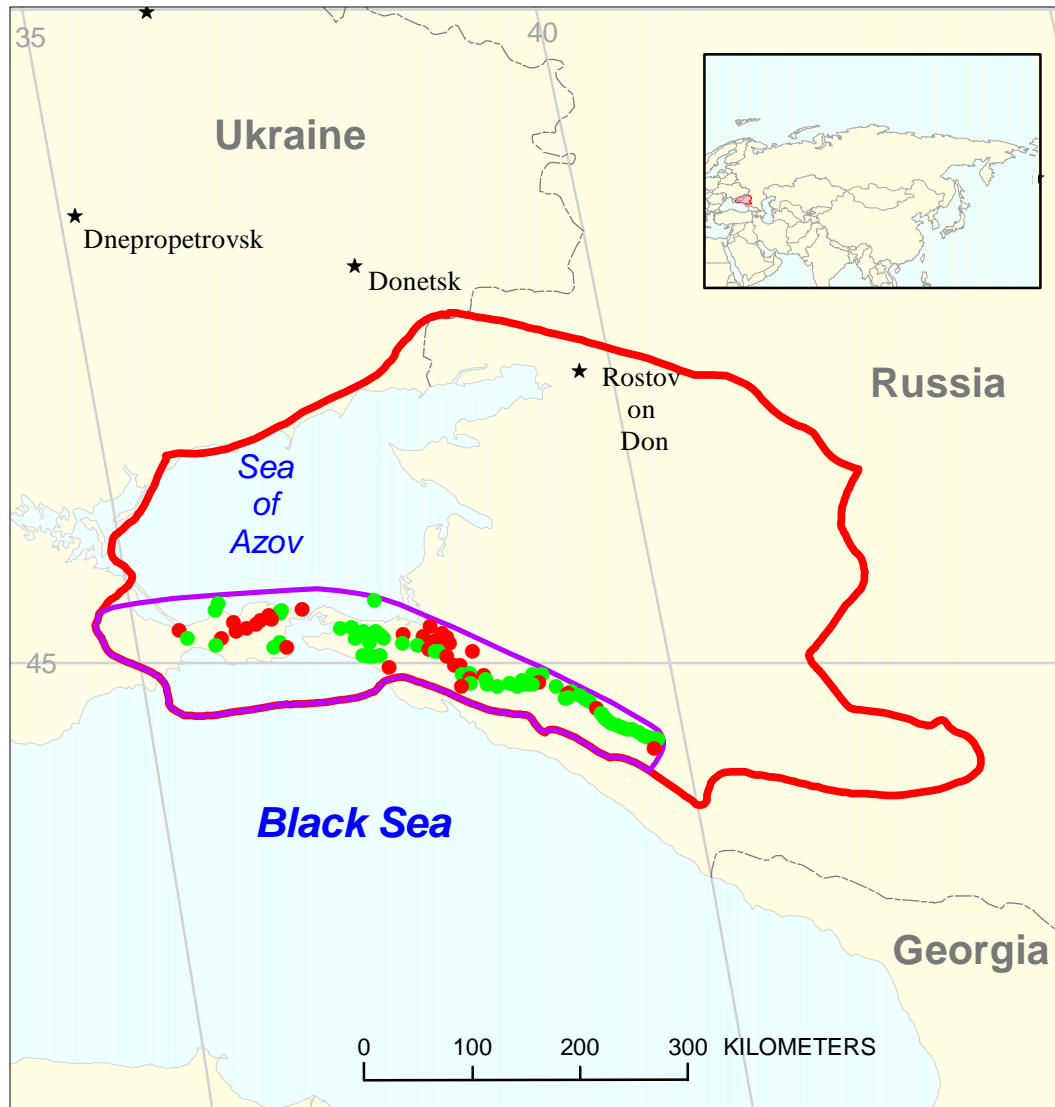 35
40
Ukraine
Dnepropetrovsk
Donetsk
Russia
Rostov
on
Don
Sea
of
Azov
45
Black Sea
Georgia
0 100 200 300 KILOMETERS